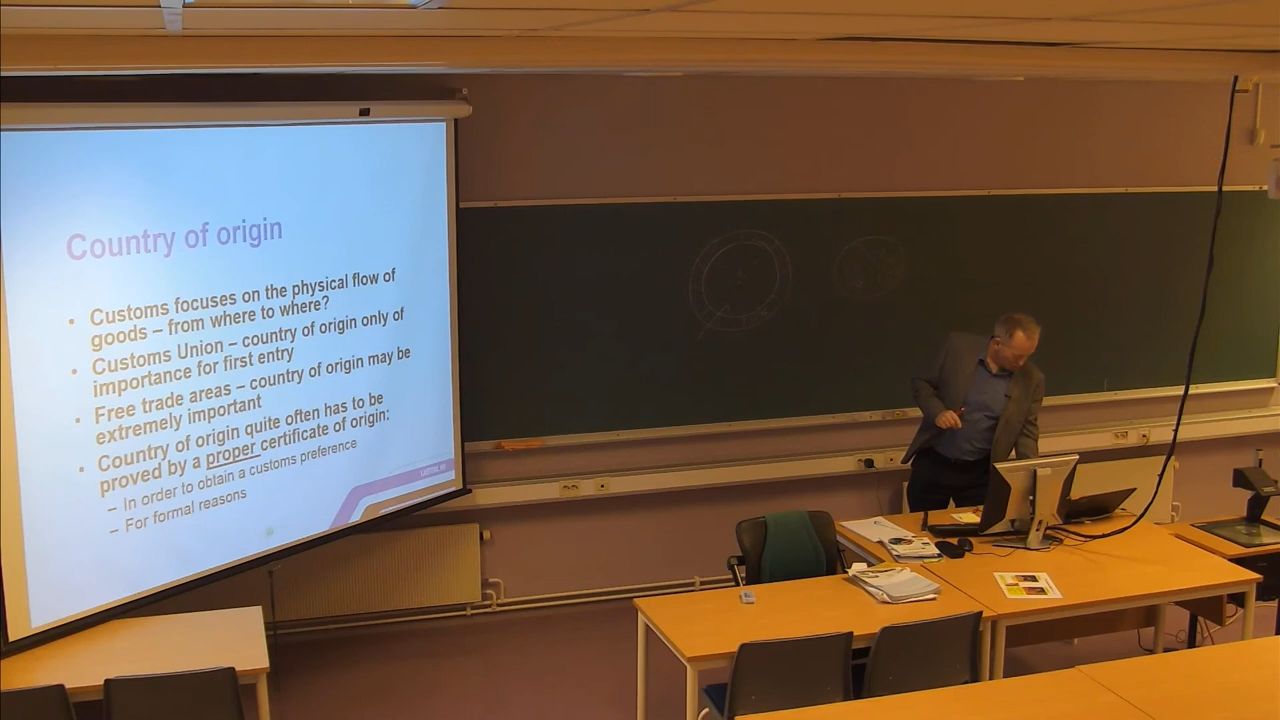 Country of origin
• Customs focuses on the physical flow of
goods – from where to where?
• Customs Union – country of origin only of
importance for first entry
• Free trade areas – country of origin may be
extremely important
• Country of origin quite often has to be
proved by a proper certificate of origin:
– In order to obtain a customs preference
– For formal reasons